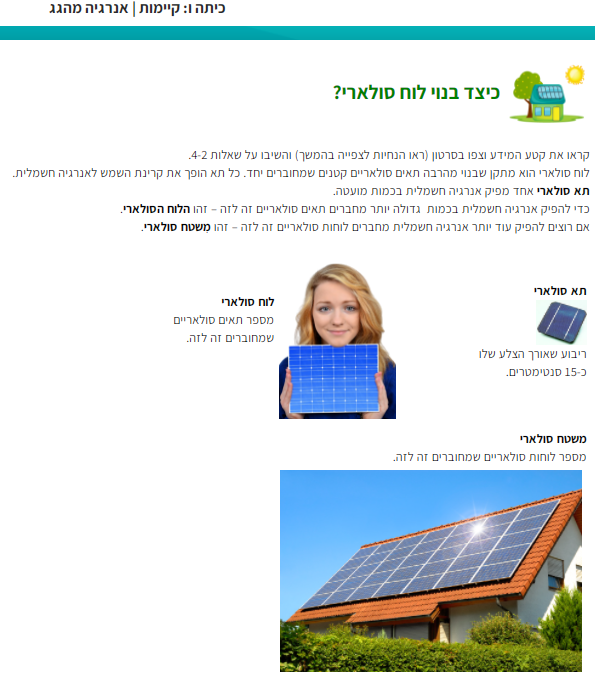 כיתה ו: קיימות | אנרגיה מהגג
כיצד בנוי לוח סולארי?
קראו את קטע המידע וצפו בסרטון (ראו הנחיות לצפייה בהמשך) והשיבו על שאלות 4-2.
לוח סולארי הוא מתקן שבנוי מהרבה תאים סולאריים קטנים שמחוברים יחד. כל תא הופך את קרינת השמש לאנרגיה חשמלית.
תא סולארי אחד מפיק אנרגיה חשמלית בכמות מועטה.
כדי להפיק אנרגיה חשמלית בכמות גדולה יותר מחברים תאים סולאריים זה לזה – זהו הלוח הסולארי.
אם רוצים להפיק עוד יותר אנרגיה חשמלית מחברים לוחות סולאריים זה לזה – זהו משטח סולארי.
תא סולארי
ריבוע שאורך הצלע שלו
כ-15 סנטימטרים.
לוח סולארי
מספר תאים סולאריים
שמחוברים זה לזה.
משטח סולארי
מספר לוחות סולאריים שמחוברים זה לזה.